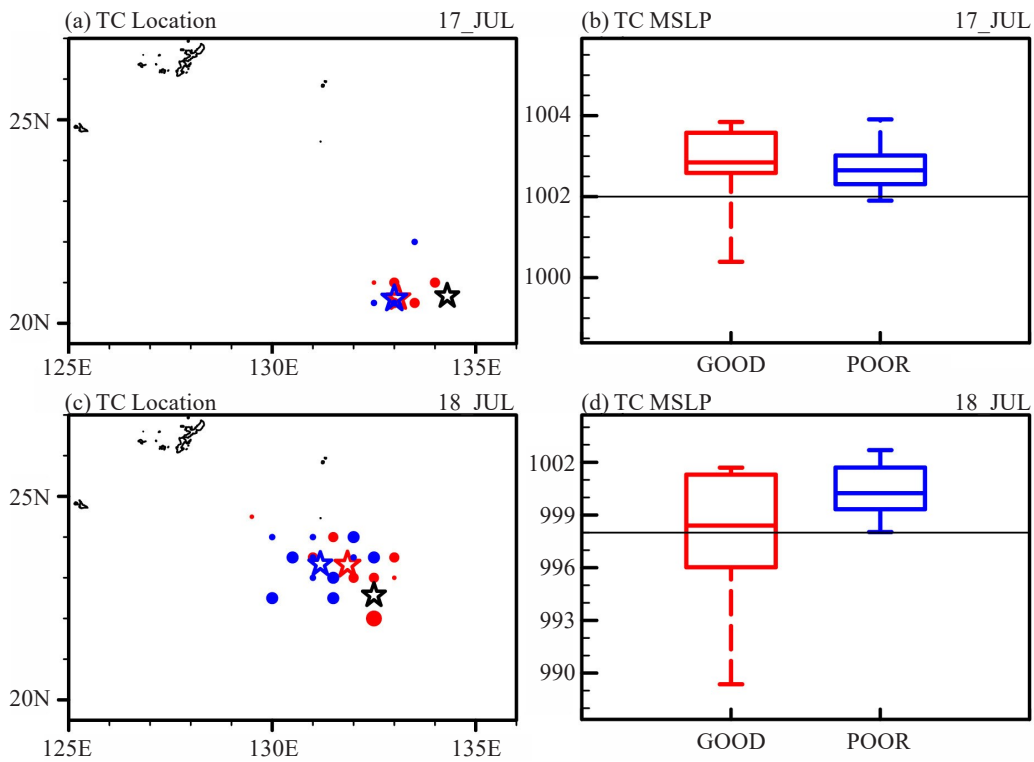 (a) TC Location 17_JUL
25N
20N
125E 130E 135E
(b) TC MSLP 17_JUL
1004
1002
1000
GOOD POOR
(c) TC Location 18_JUL
25N
20N
125E 130E 135E
(d) TC MSLP 18_JUL
1002
999
996
993
990
GOOD POOR